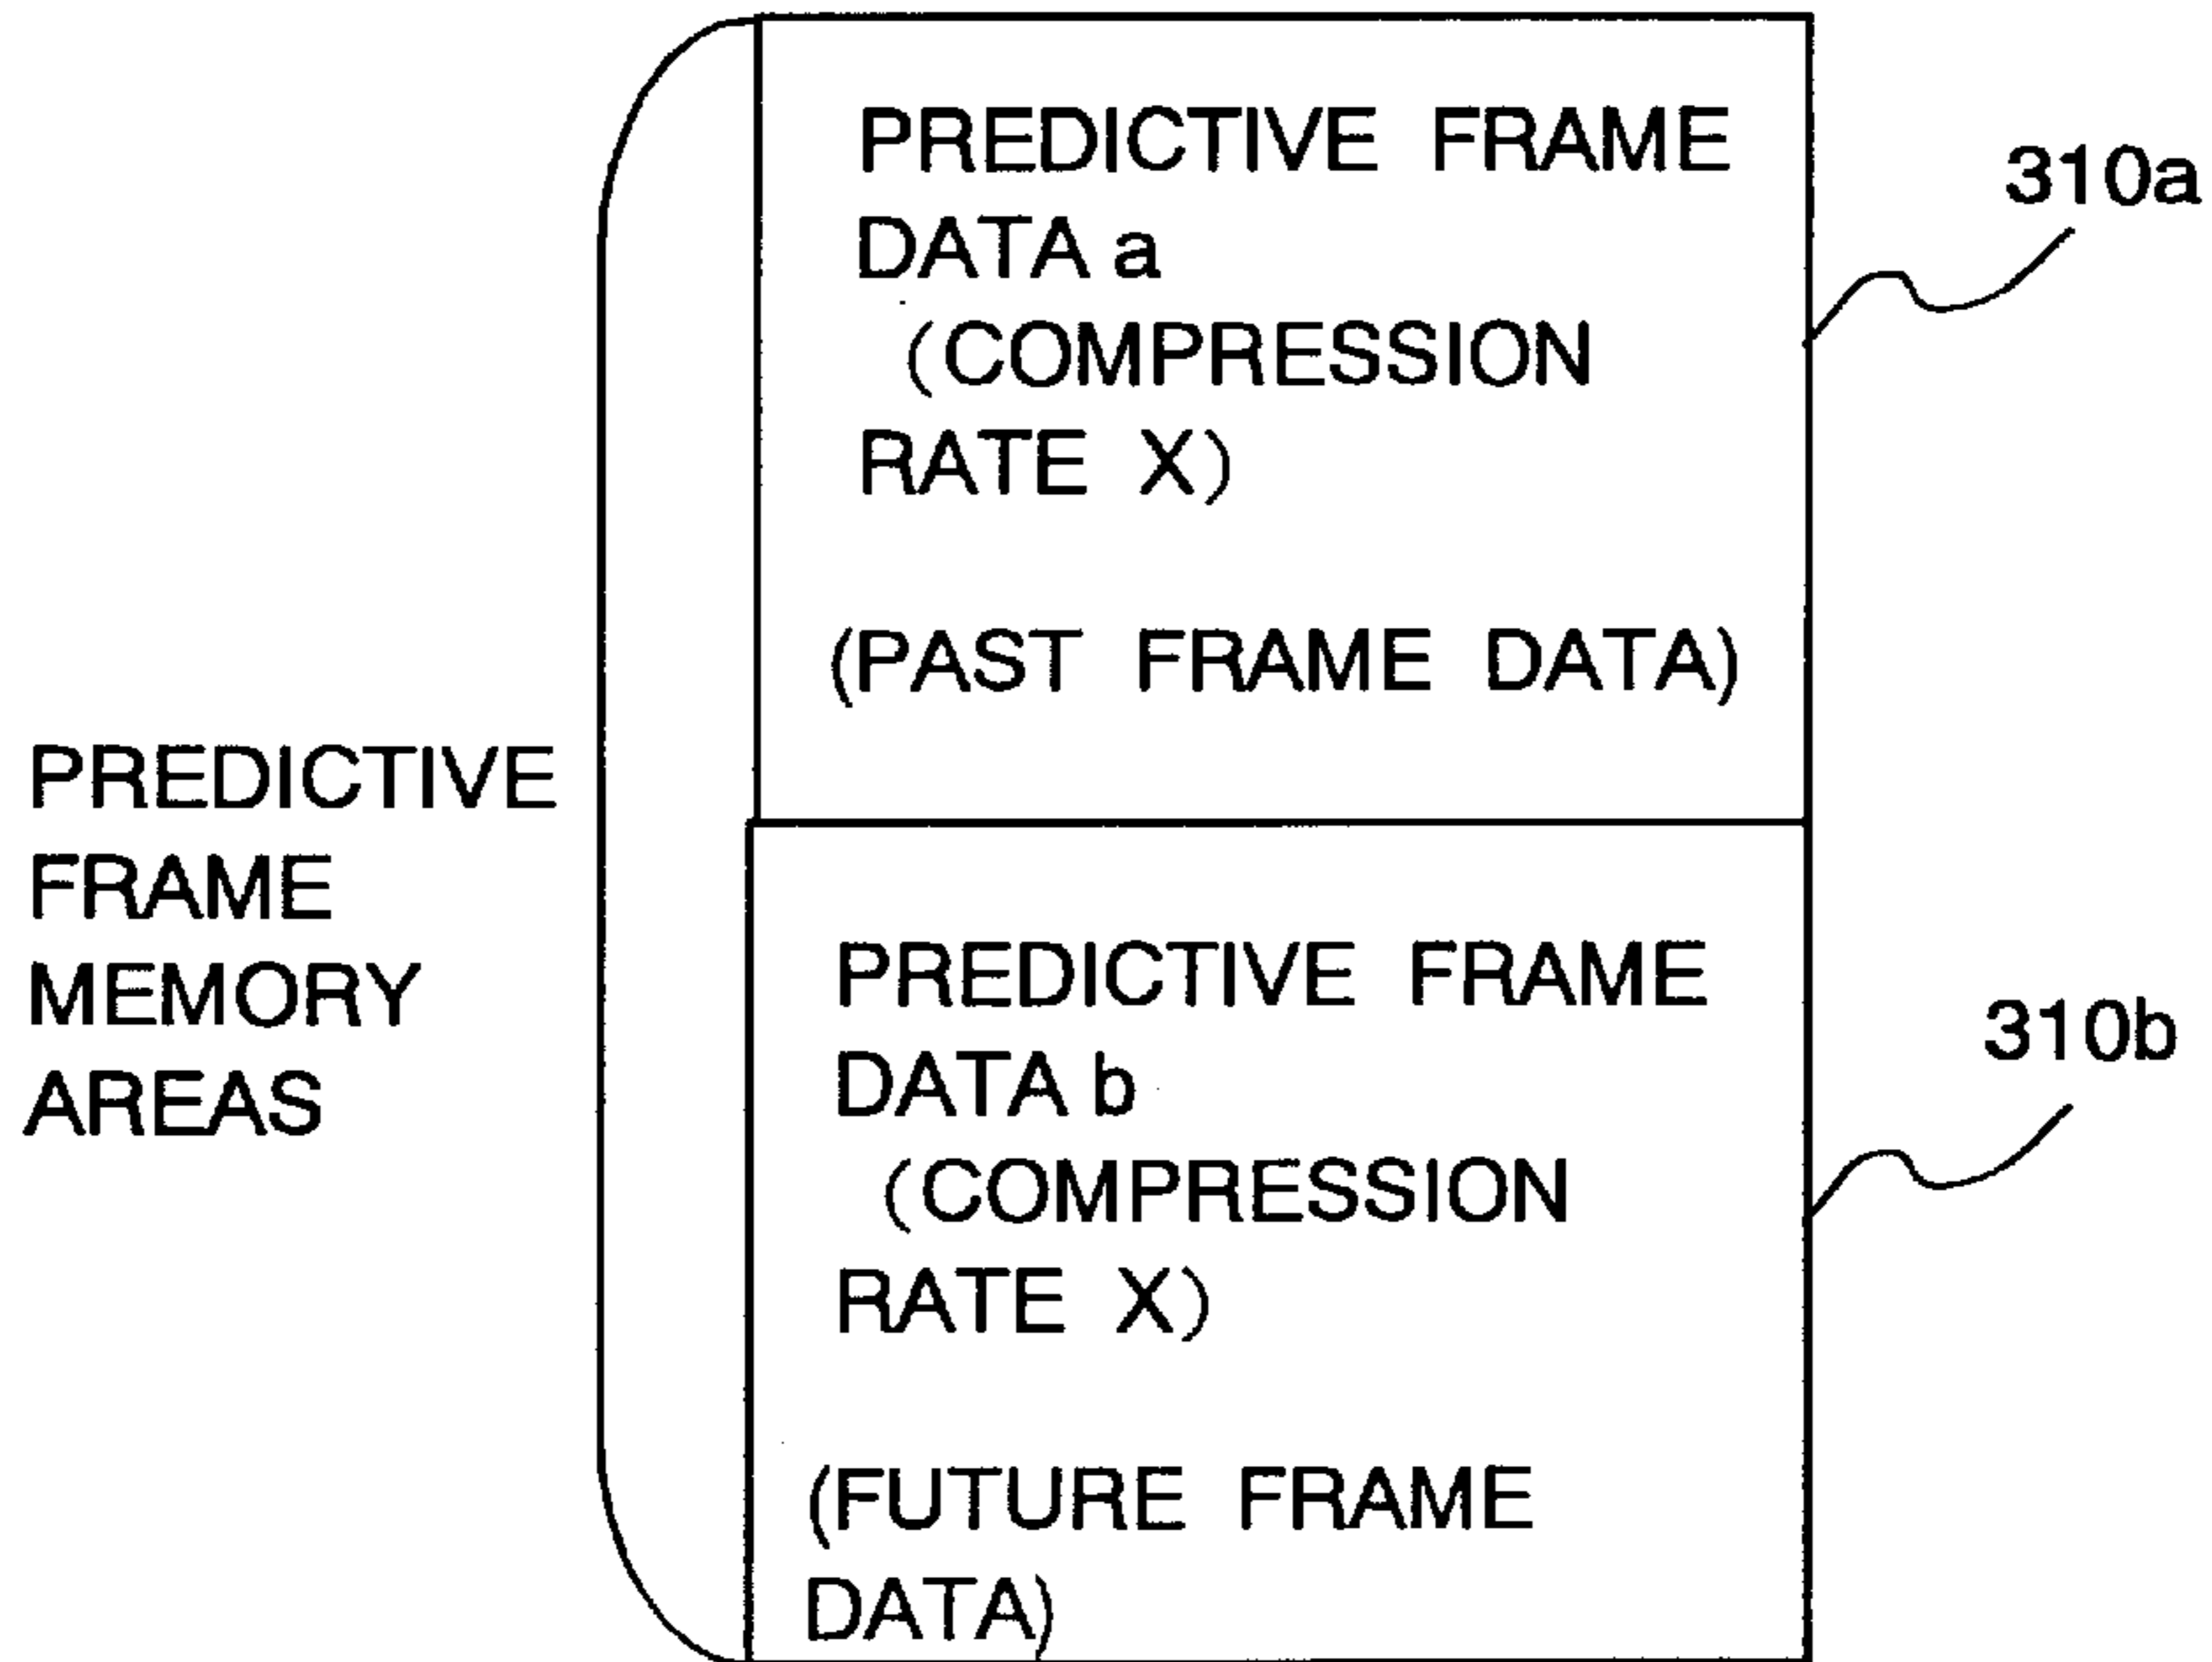 PREDICTIVE FRAME
DATA a
(COMPRESSION
RATE X)
(PAST FRAME DATA)
310a
PREDICTIVE
FRAME
MEMORY
AREAS
PREDICTIVE FRAME
DATA b
(COMPRESSION
RATE X)
(FUTURE FRAME
DATA)
310b